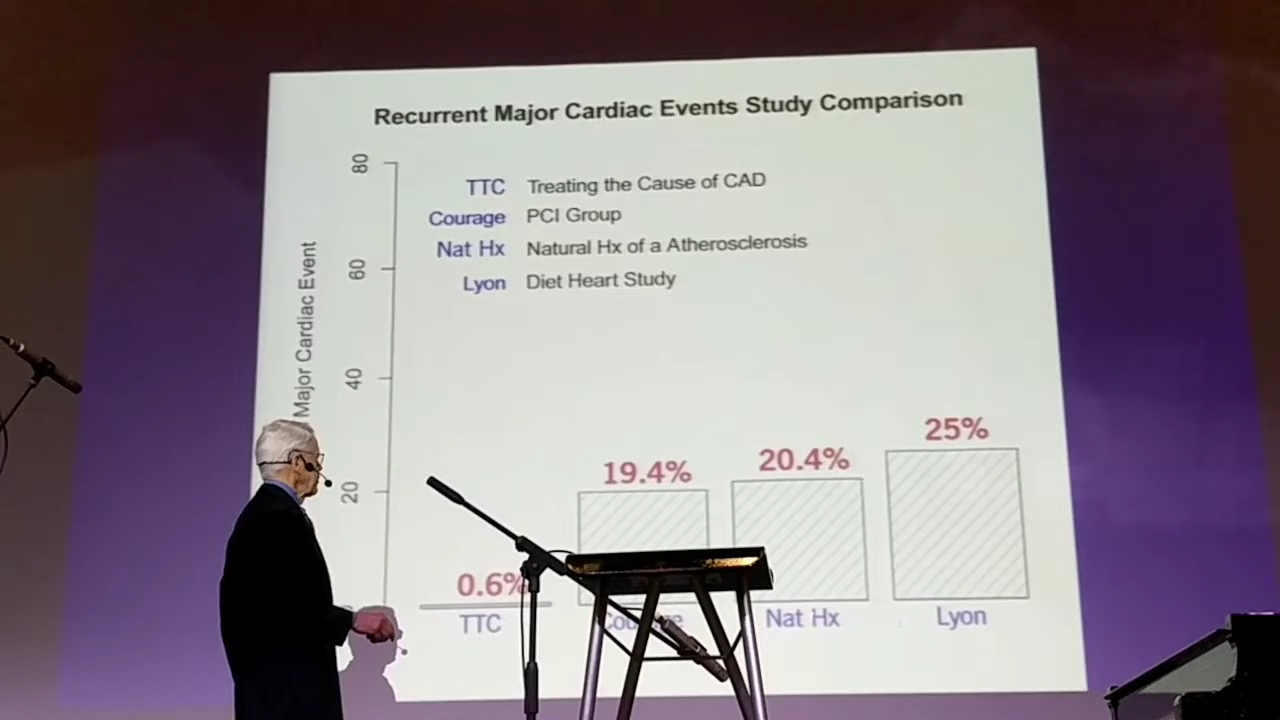 Recurrent Major Cardiac Events Study Comparison
80
60
40
20
Major Cardiac Event
TTC Treating the Cause of CAD
Courage PCI Group
Nat Hx Natural Hx of a Atherosclerosis
Lyon Diet Heart Study
0.6%
19.4%
20.4%
25%
TTC
Nat Hx
Lyon